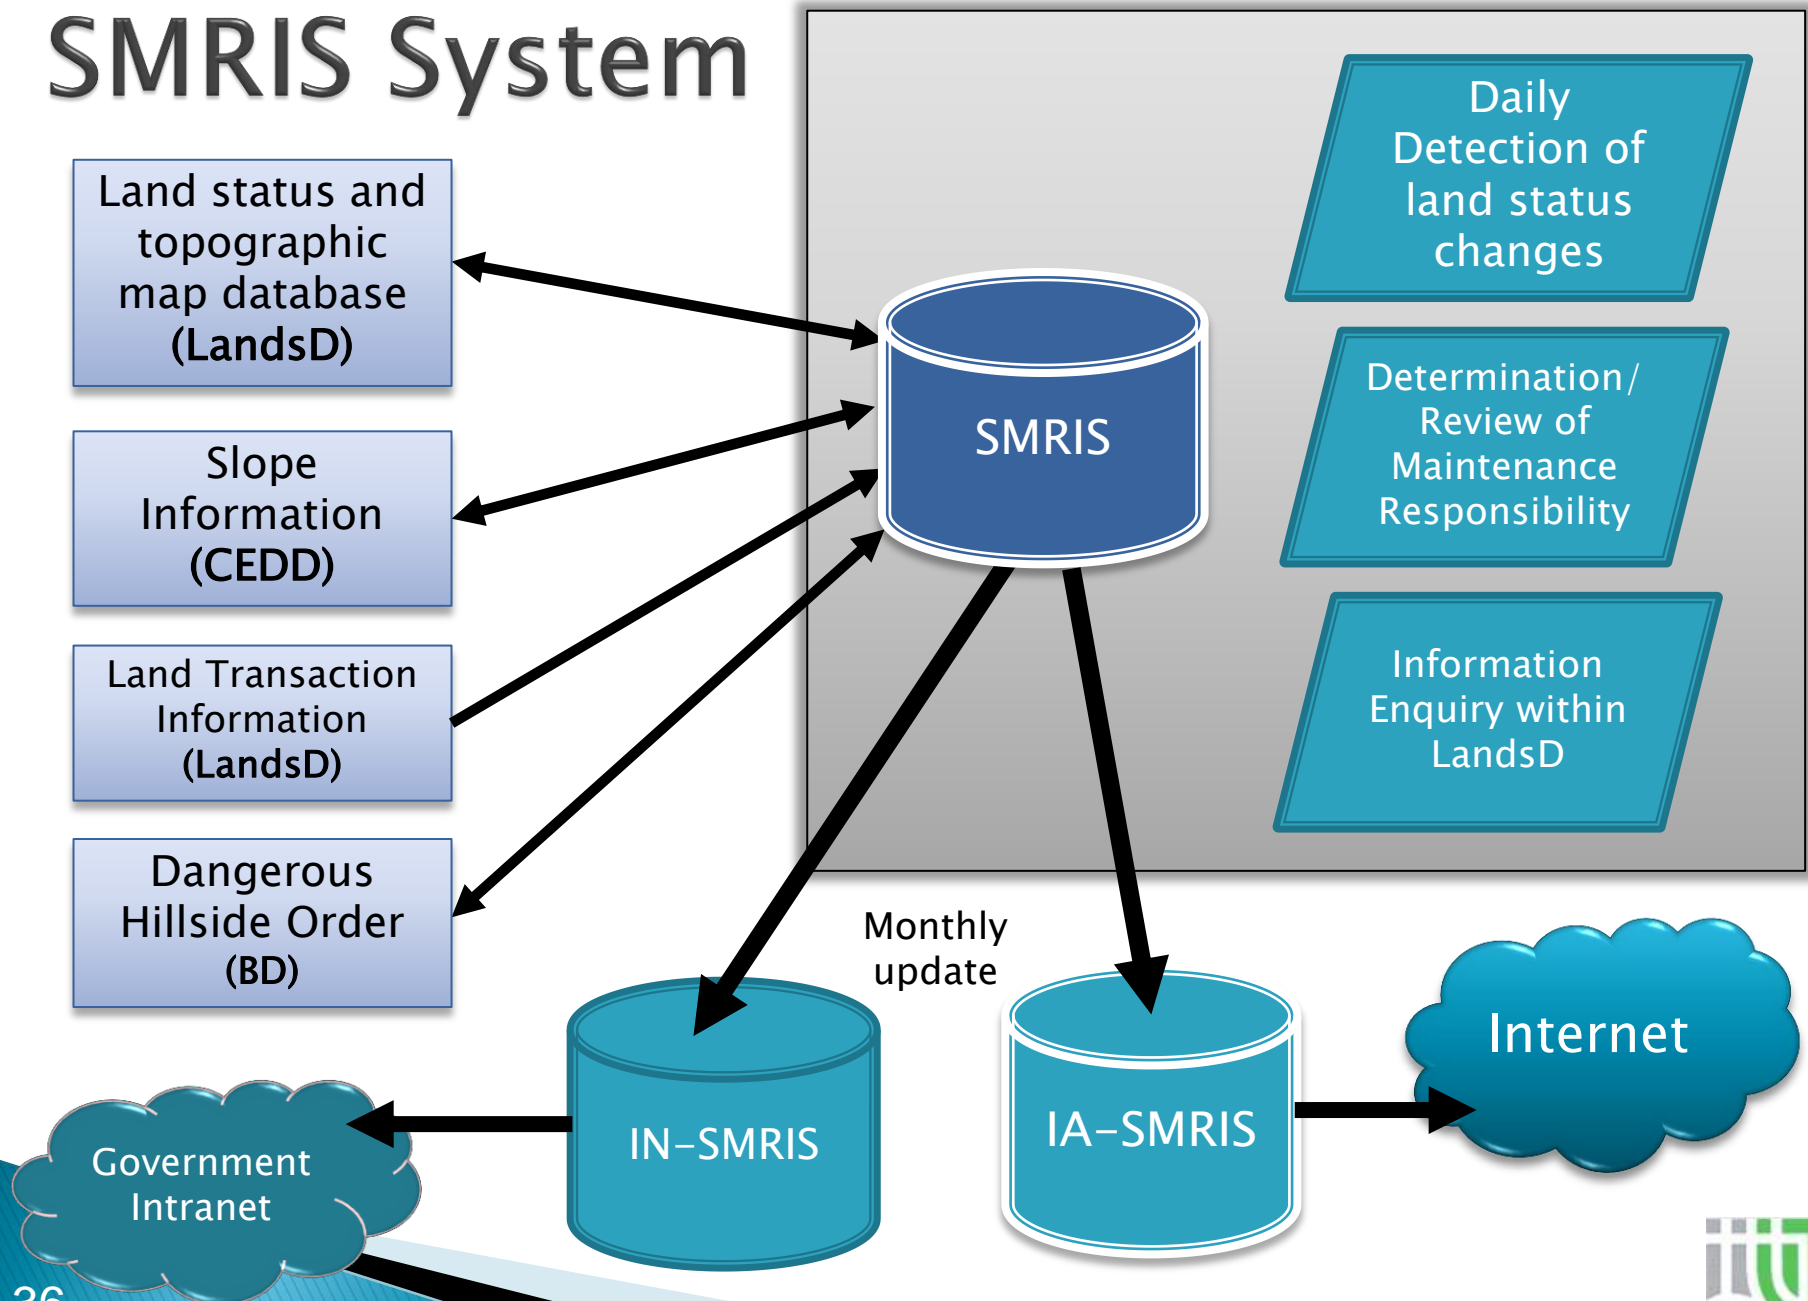 SMRIS System
Land status and
topographic
map database
(LandsD)
Slope
Information
(CEDD)
Land Transaction
Information
(LandsD)
Dangerous
Hillside Order
(BD)
SMRIS
Daily
Detection of
land status
changes
Determination/
Review of
Maintenance
Responsibility
Information
Enquiry within
LandsD
Monthly
update
IN-SMRIS
IA-SMRIS
Internet
Government
Intranet
36